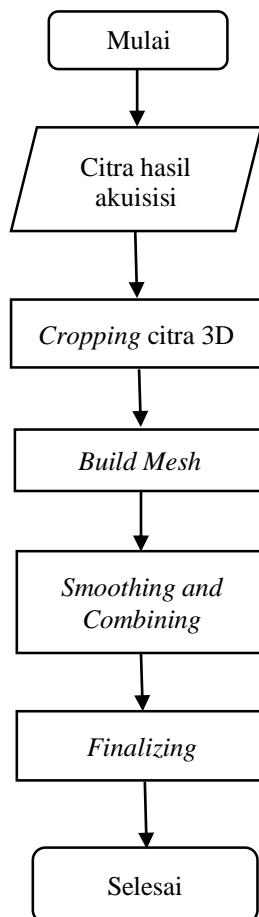 Mulai
Citra hasil
akuisisi
Cropping citra 3D
Build Mesh
Smoothing and
Combining
Finalizing
Selesai